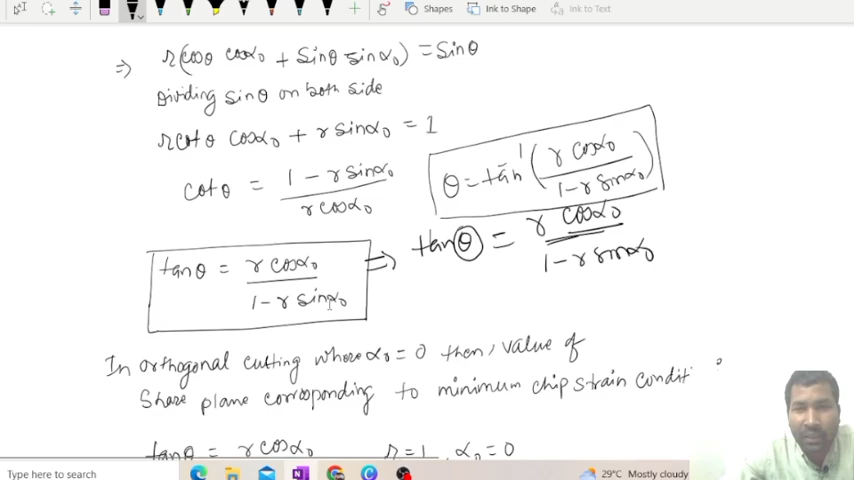 Shapes Ink to Shape Ink to Text
⇒ r(cosθ cosα₀ + sinθ sinα₀) = sinθ
Dividing sinθ on both side
r cotθ cosα₀ + r sinα₀ = 1
cotθ = (1 − r sinα₀) / (r cosα₀)
θ = tan⁻¹(r cosα₀ / (1 − r sinα₀))
tanθ = r cosα₀ / (1 − r sinα₀) ⇒ tanθ = r cosα₀ / (1 − r sinα₀)
In orthogonal cutting where α₀ = 0 then, value of
Share plane corrosponding to minimum chip strain condit
tanθ = r cosα₀ r = 1, α₀ = 0
Type here to search
29°C Mostly cloudy